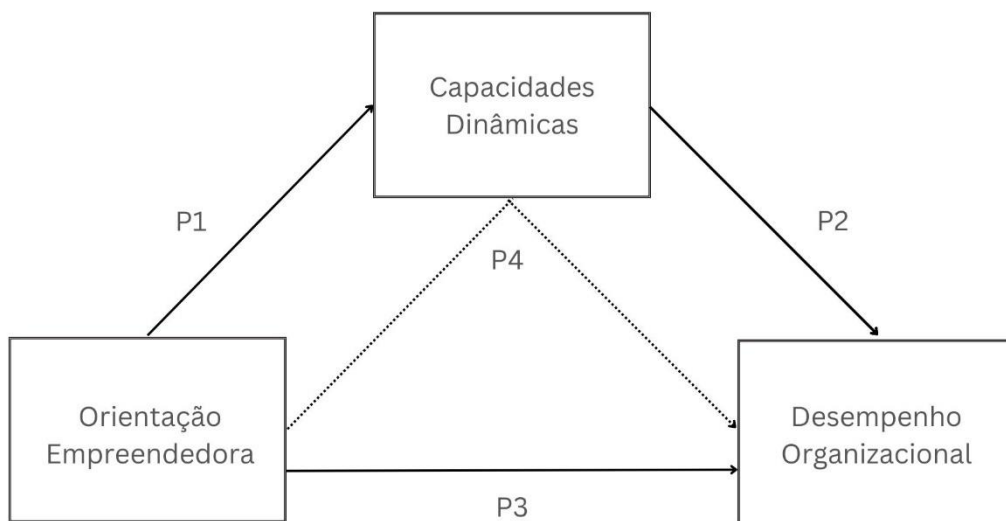 Capacidades
Dinâmicas
P1
P2
P4
Orientação
Empreendedora
Desempenho
Organizacional
P3